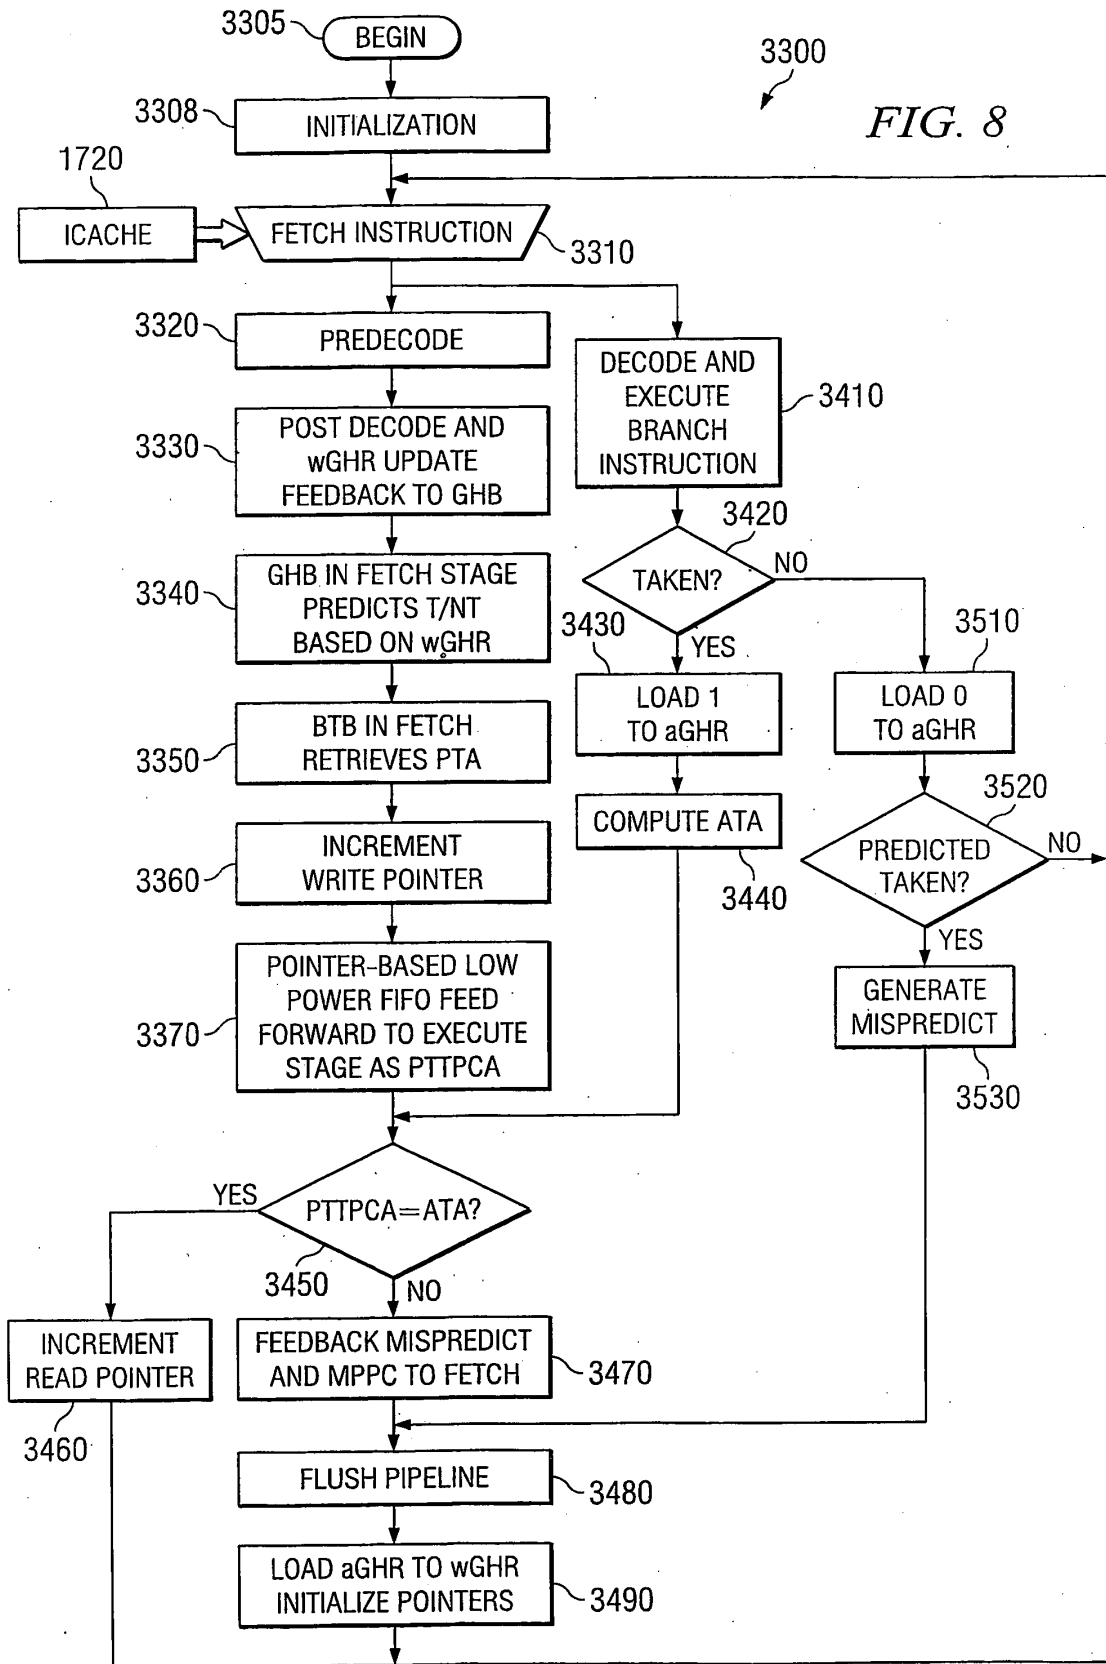 3305
BEGIN
3300
3308
INITIALIZATION
FIG. 8
1720
ICACHE
FETCH INSTRUCTION
3310
3320
PREDECODE
DECODE AND
EXECUTE
BRANCH
INSTRUCTION
3410
3330
POST DECODE AND
wGHR UPDATE
FEEDBACK TO GHB
3420
TAKEN?
NO
YES
3340
GHB IN FETCH STAGE
PREDICTS T/NT
BASED ON wGHR
3430
LOAD 1
TO aGHR
3510
LOAD 0
TO aGHR
3350
BTB IN FETCH
RETRIEVES PTA
COMPUTE ATA
3440
3520
PREDICTED
TAKEN?
NO
YES
3360
INCREMENT
WRITE POINTER
3370
POINTER-BASED LOW
POWER FIFO FEED
FORWARD TO EXECUTE
STAGE AS PTTPCA
GENERATE
MISPREDICT
3530
YES
PTTPCA=ATA?
3450
NO
INCREMENT
READ POINTER
3460
FEEDBACK MISPREDICT
AND MPPC TO FETCH
3470
FLUSH PIPELINE
3480
LOAD aGHR TO wGHR
INITIALIZE POINTERS
3490